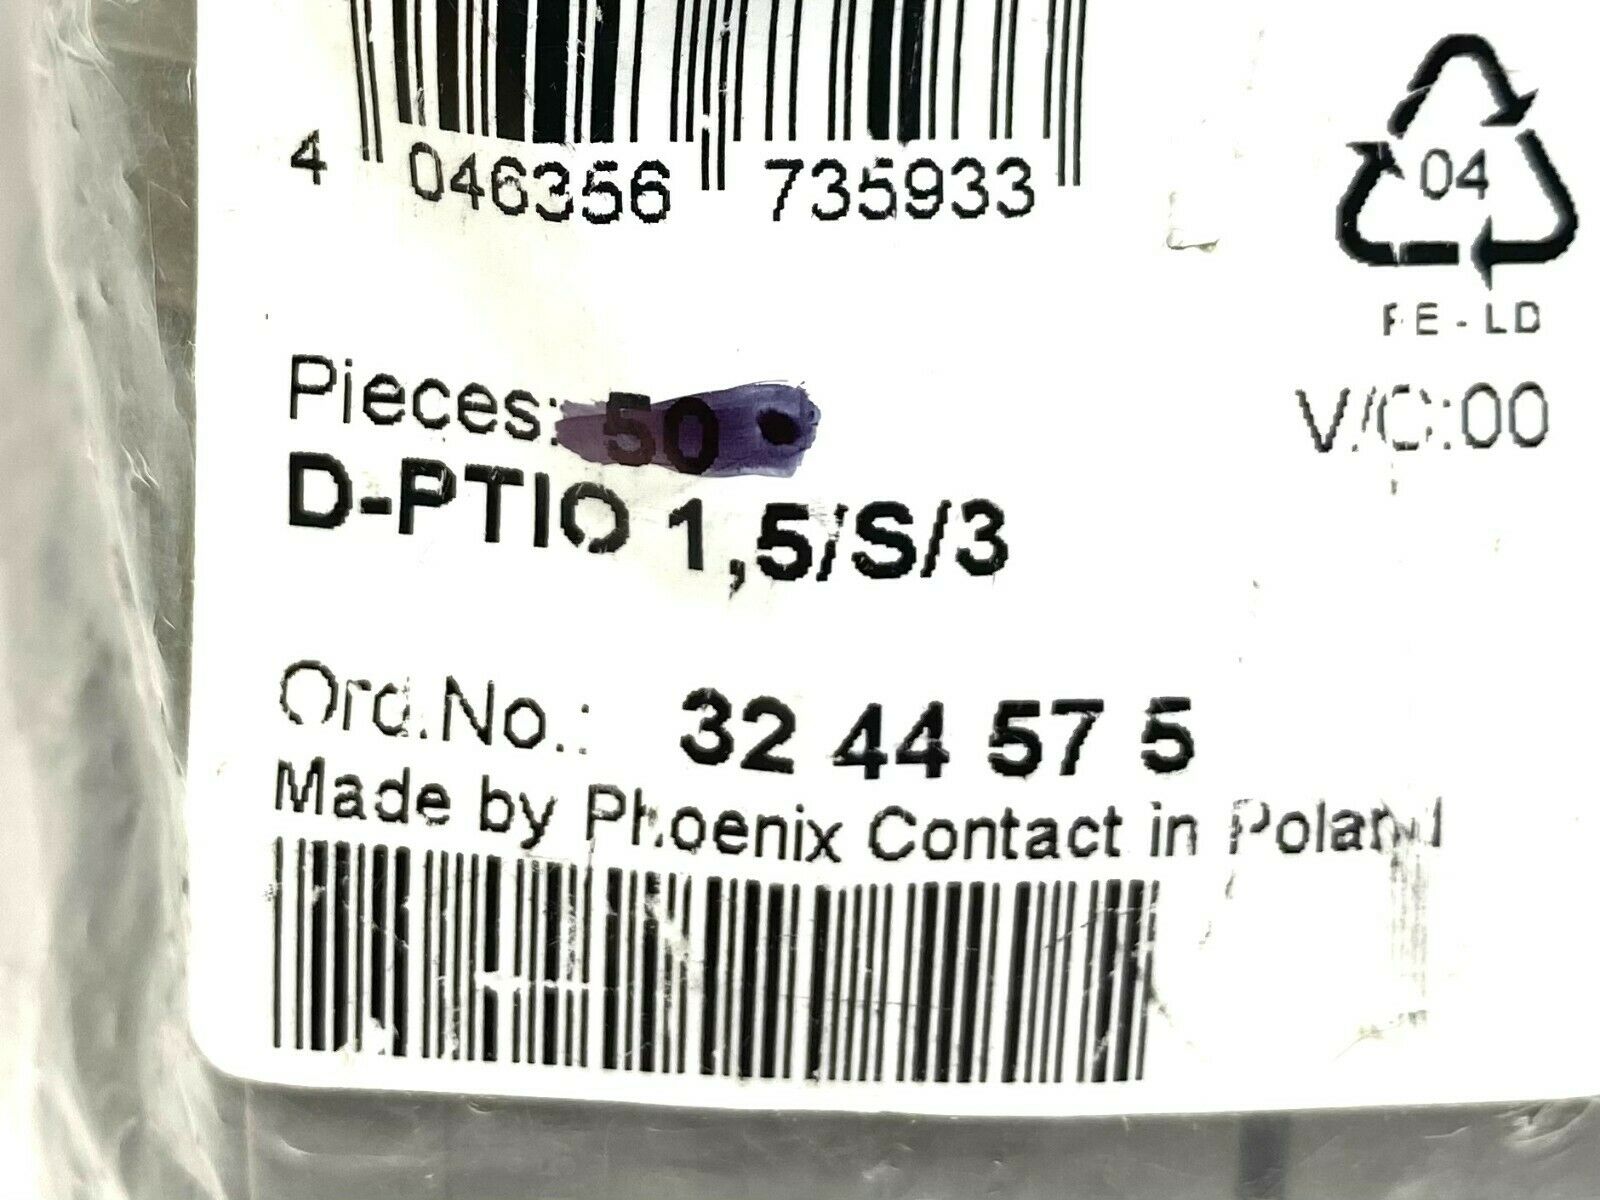 4 046356 735933
04
PE-LD
Pieces: 50
V/C:00
D-PTIO 1,5/S/3
Ord.No.: 32 44 57 5
Made by Phoenix Contact in Poland